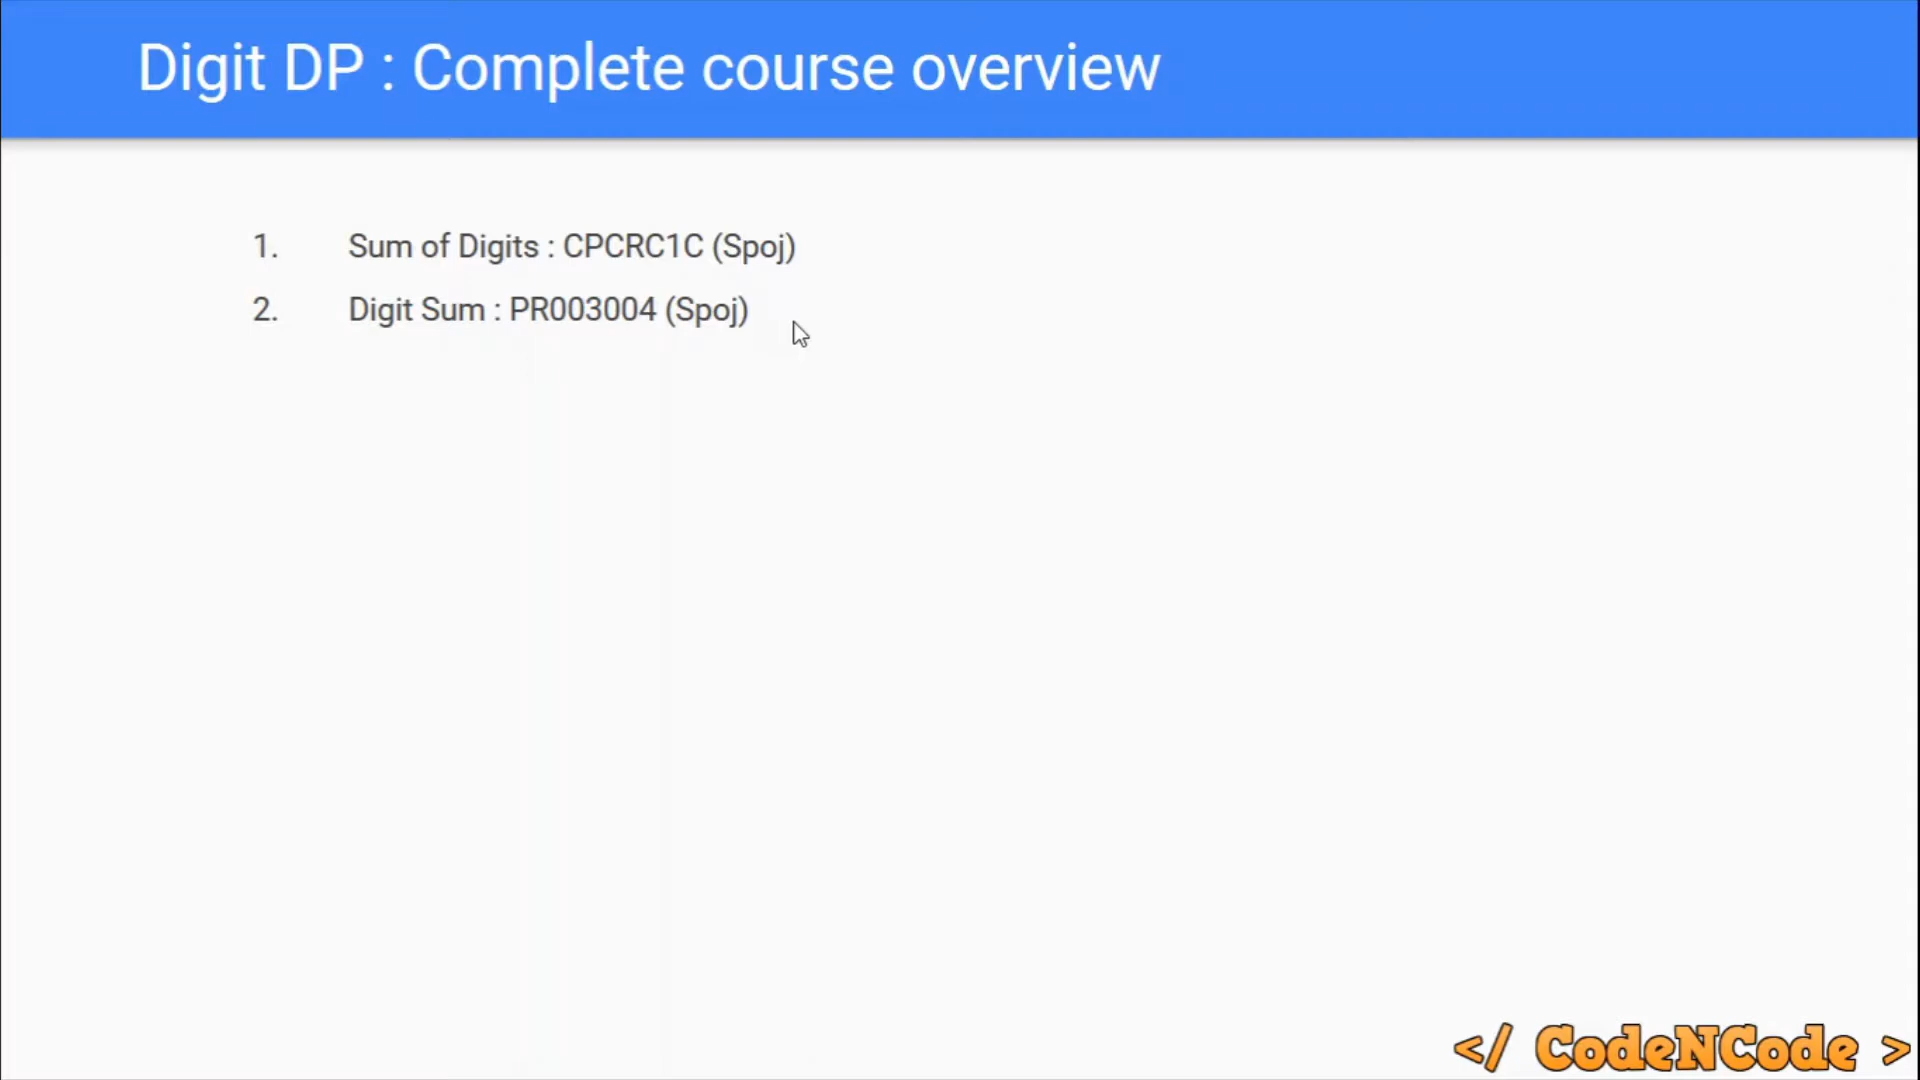 Digit DP : Complete course overview
1. Sum of Digits : CPCRC1C (Spoj)
2. Digit Sum : PR003004 (Spoj)
</ CodeNCode >